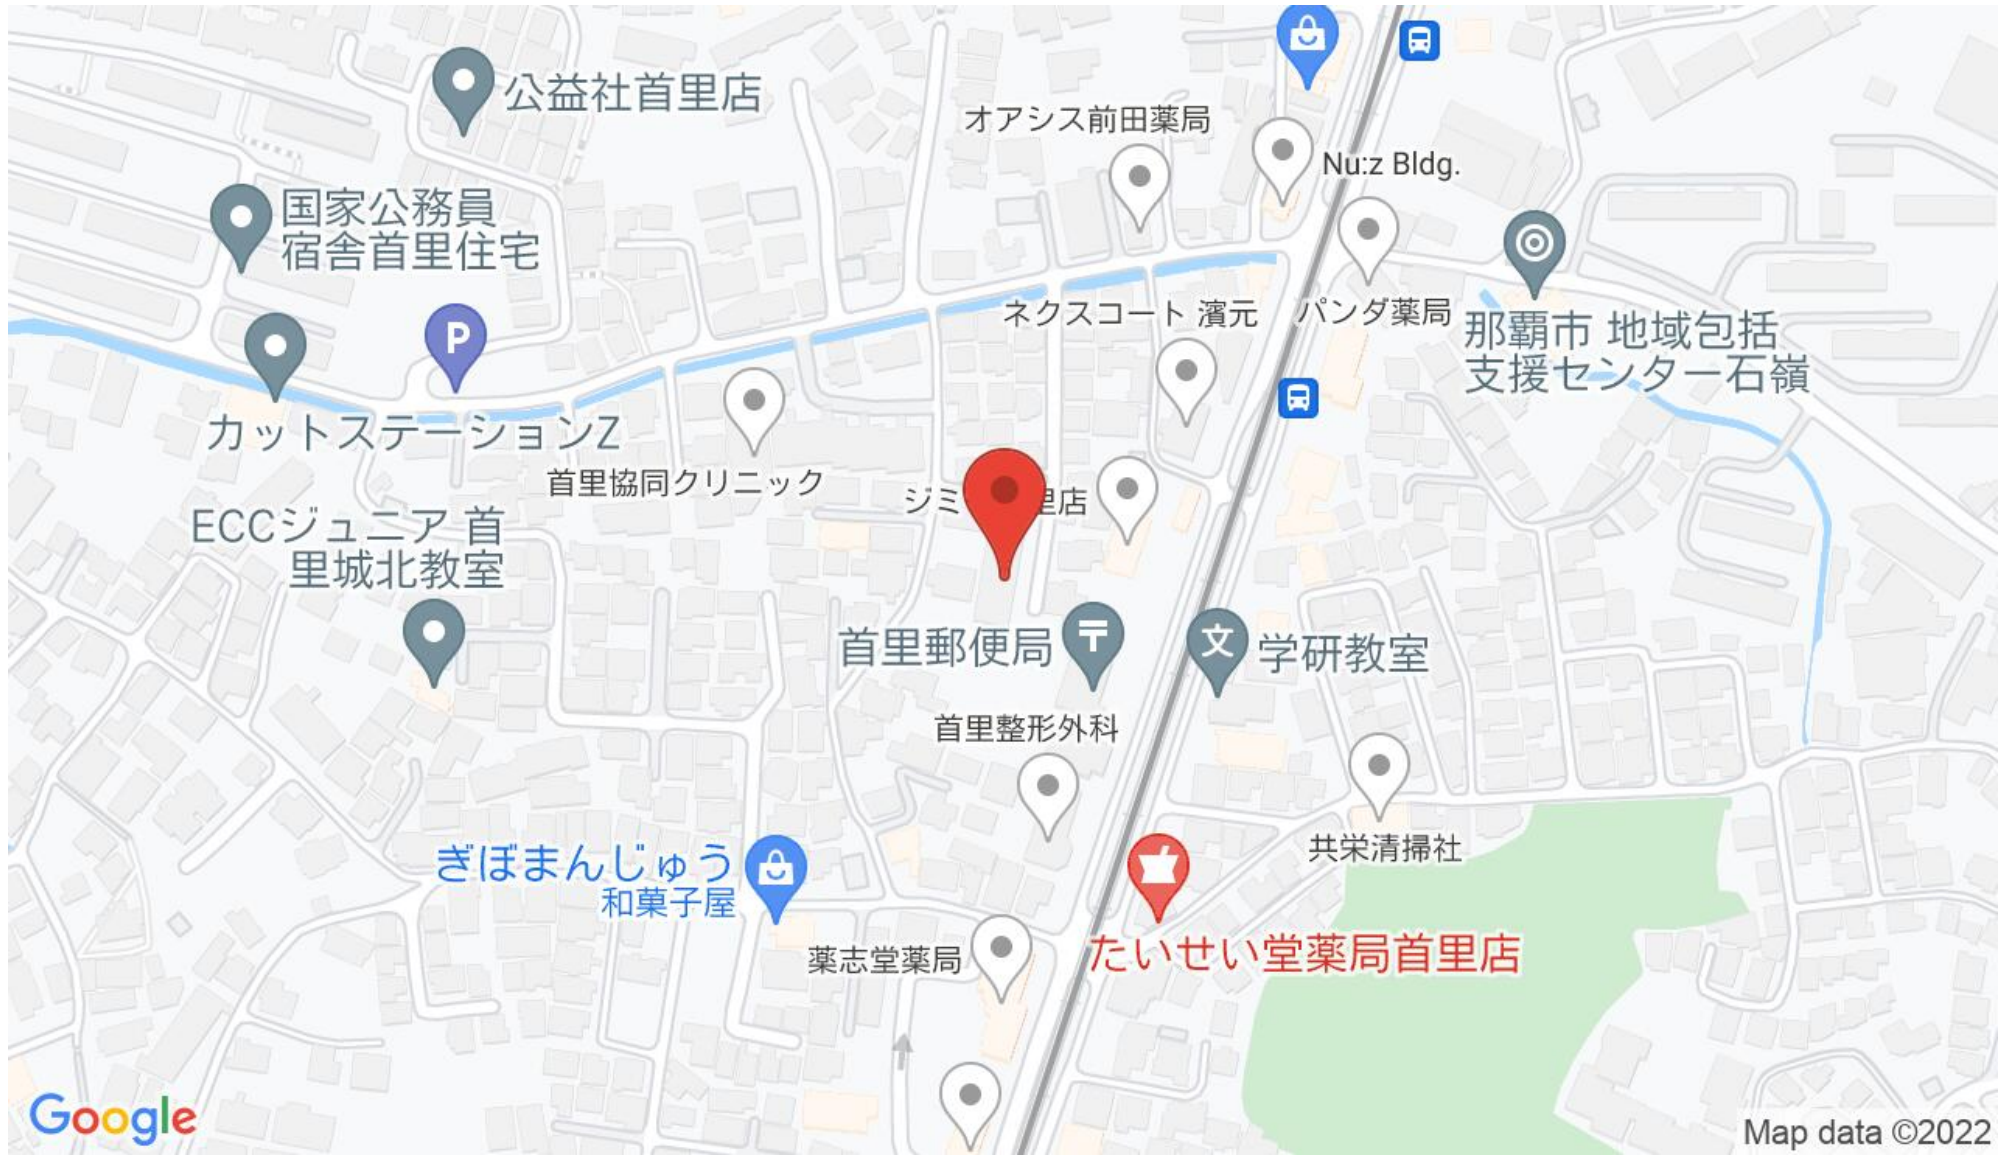 公益社首里店
オアシス前田薬局
Nu:z Bldg.
国家公務員
宿舎首里住宅
P
ネクスコート 濱元
パンダ薬局
那覇市 地域包括
支援センター石嶺
カットステーションZ
首里協同クリニック
ジミ
里店
ECCジュニア 首
里城北教室
首里郵便局
〒
文
学研教室
首里整形外科
共栄清掃社
ぎぼまんじゅう
和菓子屋
薬志堂薬局
たいせい堂薬局首里店
Google
Map data ©2022